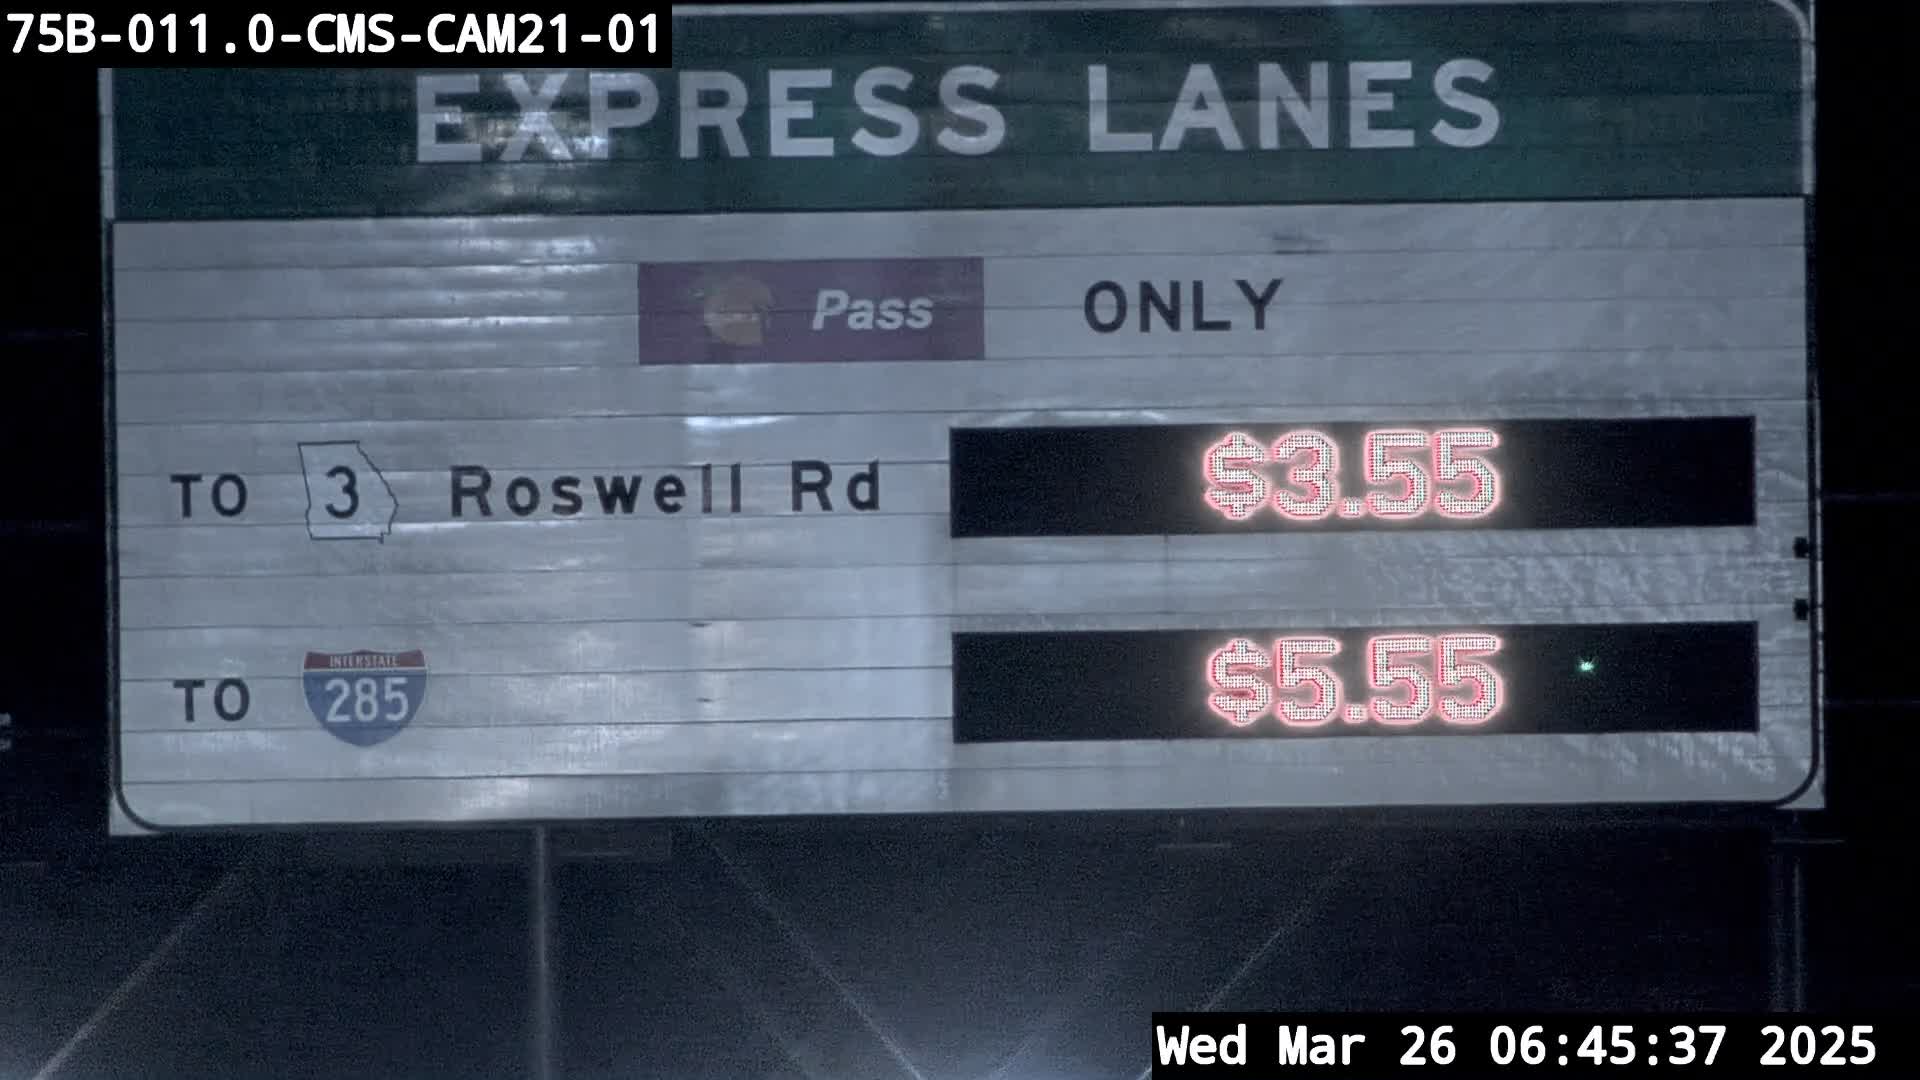 75B-011.0-CMS-CAM21-01
EXPRESS LANES
Pass ONLY
TO 3 Roswell Rd $3.55
INTERSTATE
TO 285 $5.55
Wed Mar 26 06:45:37 2025